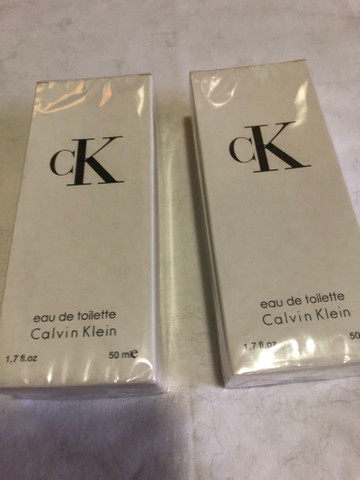 cK
eau de toilette
Calvin Klein
1,7 fl.oz 50 ml℮
cK
eau de toilette
Calvin Klein
1,7 fl.oz 50